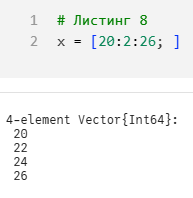 1 # Листинг 8
2 x = [20:2:26; ]
4-element Vector{Int64}:
20
22
24
26